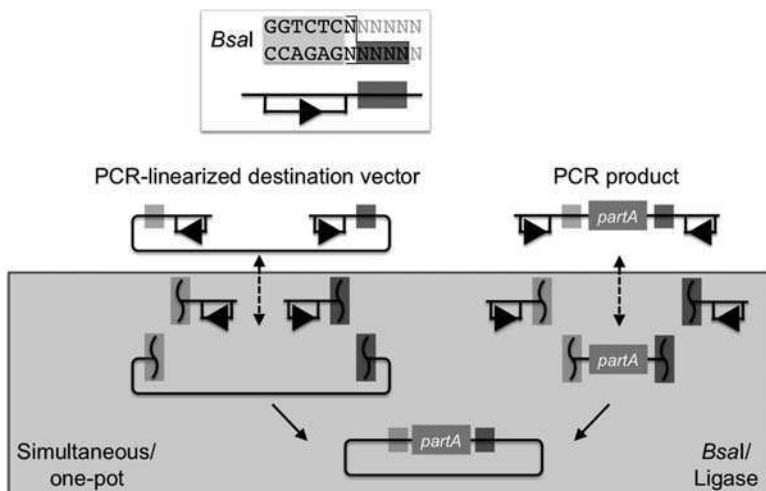 GGTCTCNNNNNN
BsaI
CCAGAGNNNNNN
PCR-linearized destination vector
PCR product
partA
partA
partA
Simultaneous/
one-pot
BsaI/
Ligase